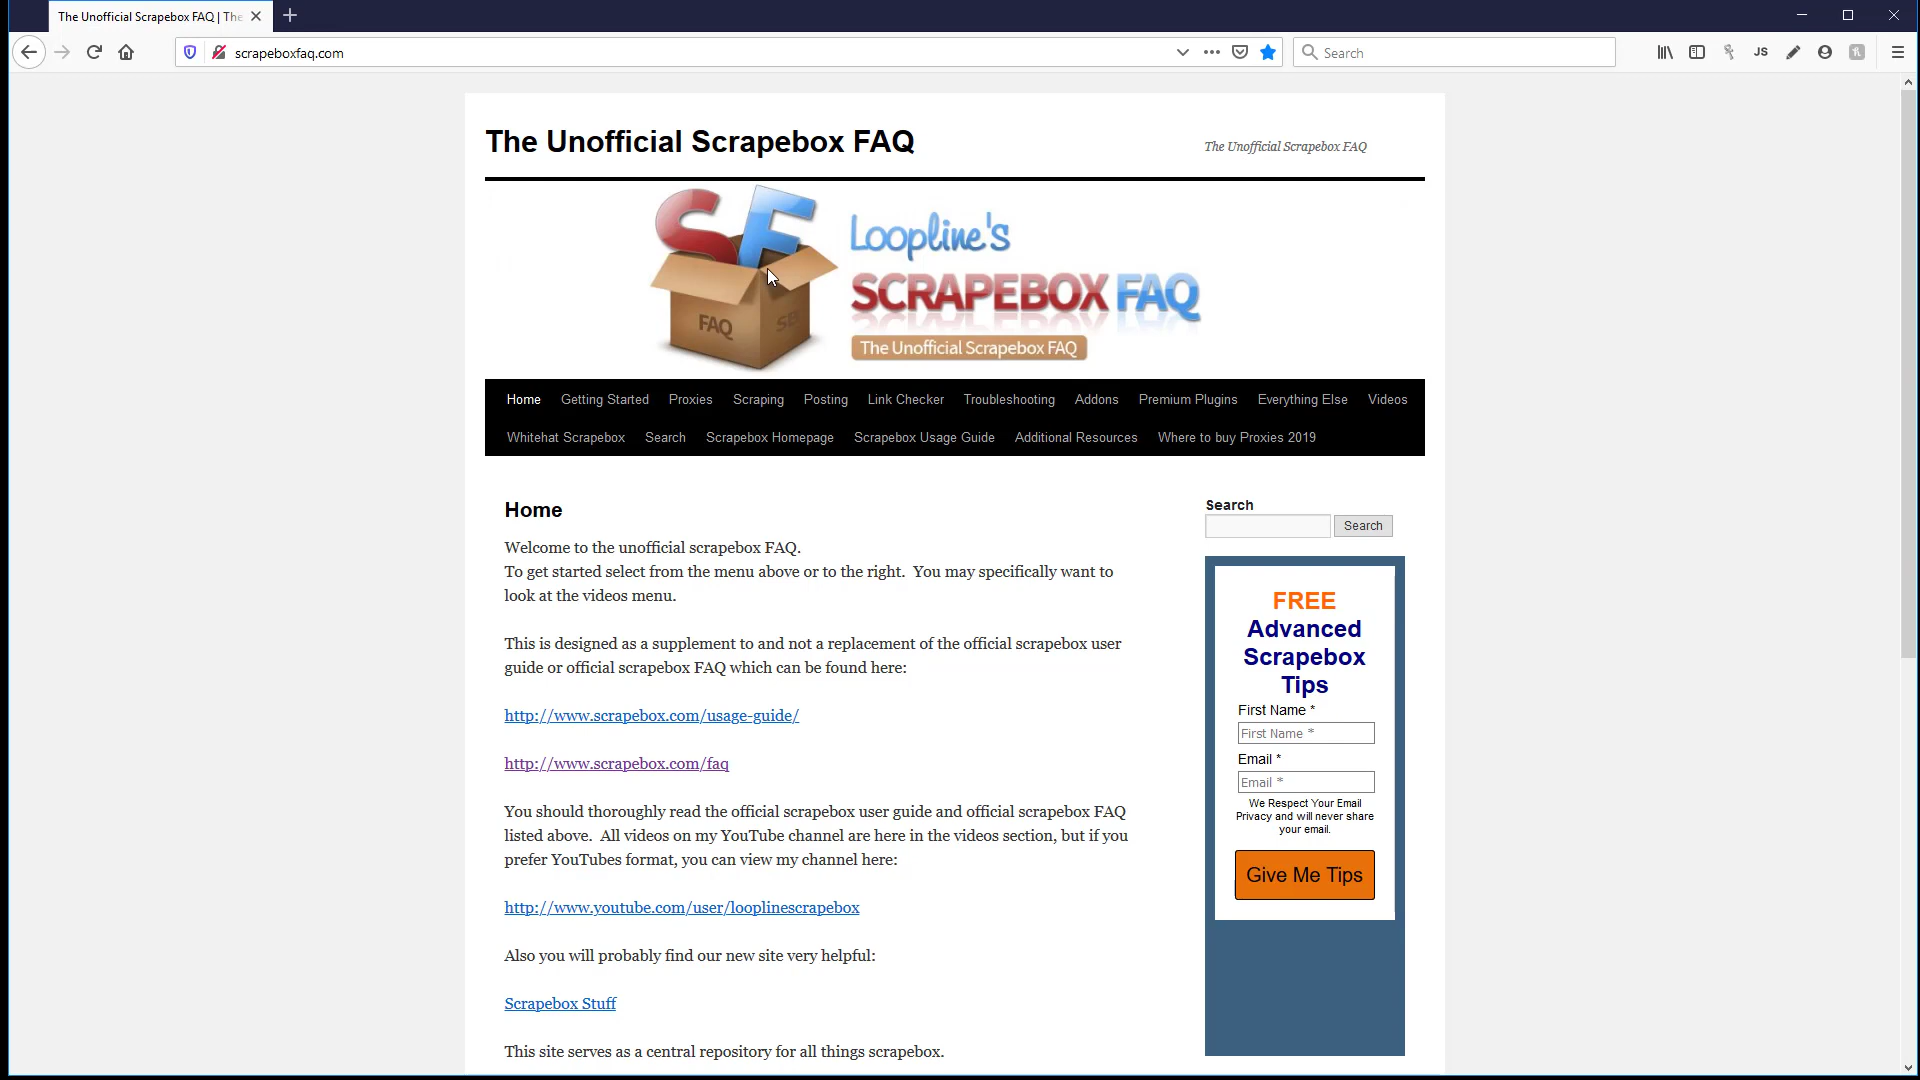 The Unofficial Scrapebox FAQ | The
scrapeboxfaq.com
Search
JS
The Unofficial Scrapebox FAQ
The Unofficial Scrapebox FAQ
SF
FAQ
SB
Loopline's
SCRAPEBOX FAQ
The Unofficial Scrapebox FAQ
Home Getting Started Proxies Scraping Posting Link Checker Troubleshooting Addons Premium Plugins Everything Else Videos
Whitehat Scrapebox Search Scrapebox Homepage Scrapebox Usage Guide Additional Resources Where to buy Proxies 2019
Home
Welcome to the unofficial scrapebox FAQ.
To get started select from the menu above or to the right. You may specifically want to
look at the videos menu.
This is designed as a supplement to and not a replacement of the official scrapebox user
guide or official scrapebox FAQ which can be found here:
http://www.scrapebox.com/usage-guide/
http://www.scrapebox.com/faq
You should thoroughly read the official scrapebox user guide and official scrapebox FAQ
listed above. All videos on my YouTube channel are here in the videos section, but if you
prefer YouTubes format, you can view my channel here:
http://www.youtube.com/user/looplinescrapebox
Also you will probably find our new site very helpful:
Scrapebox Stuff
This site serves as a central repository for all things scrapebox.
Search
Search
FREE
Advanced
Scrapebox
Tips
First Name *
First Name *
Email *
Email *
We Respect Your Email
Privacy and will never share
your email.
Give Me Tips